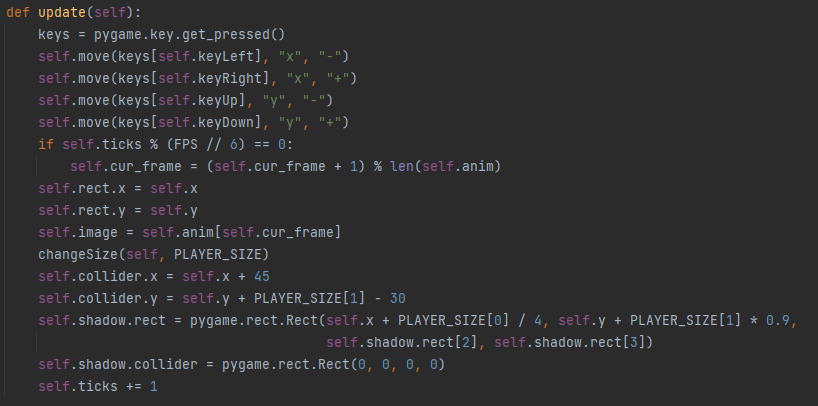 def update(self):
    keys = pygame.key.get_pressed()
    self.move(keys[self.keyLeft], "x", "-")
    self.move(keys[self.keyRight], "x", "+")
    self.move(keys[self.keyUp], "y", "-")
    self.move(keys[self.keyDown], "y", "+")
    if self.ticks % (FPS // 6) == 0:
        self.cur_frame = (self.cur_frame + 1) % len(self.anim)
    self.rect.x = self.x
    self.rect.y = self.y
    self.image = self.anim[self.cur_frame]
    changeSize(self, PLAYER_SIZE)
    self.collider.x = self.x + 45
    self.collider.y = self.y + PLAYER_SIZE[1] - 30
    self.shadow.rect = pygame.rect.Rect(self.x + PLAYER_SIZE[0] / 4, self.y + PLAYER_SIZE[1] * 0.9,
                                        self.shadow.rect[2], self.shadow.rect[3])
    self.shadow.collider = pygame.rect.Rect(0, 0, 0, 0)
    self.ticks += 1